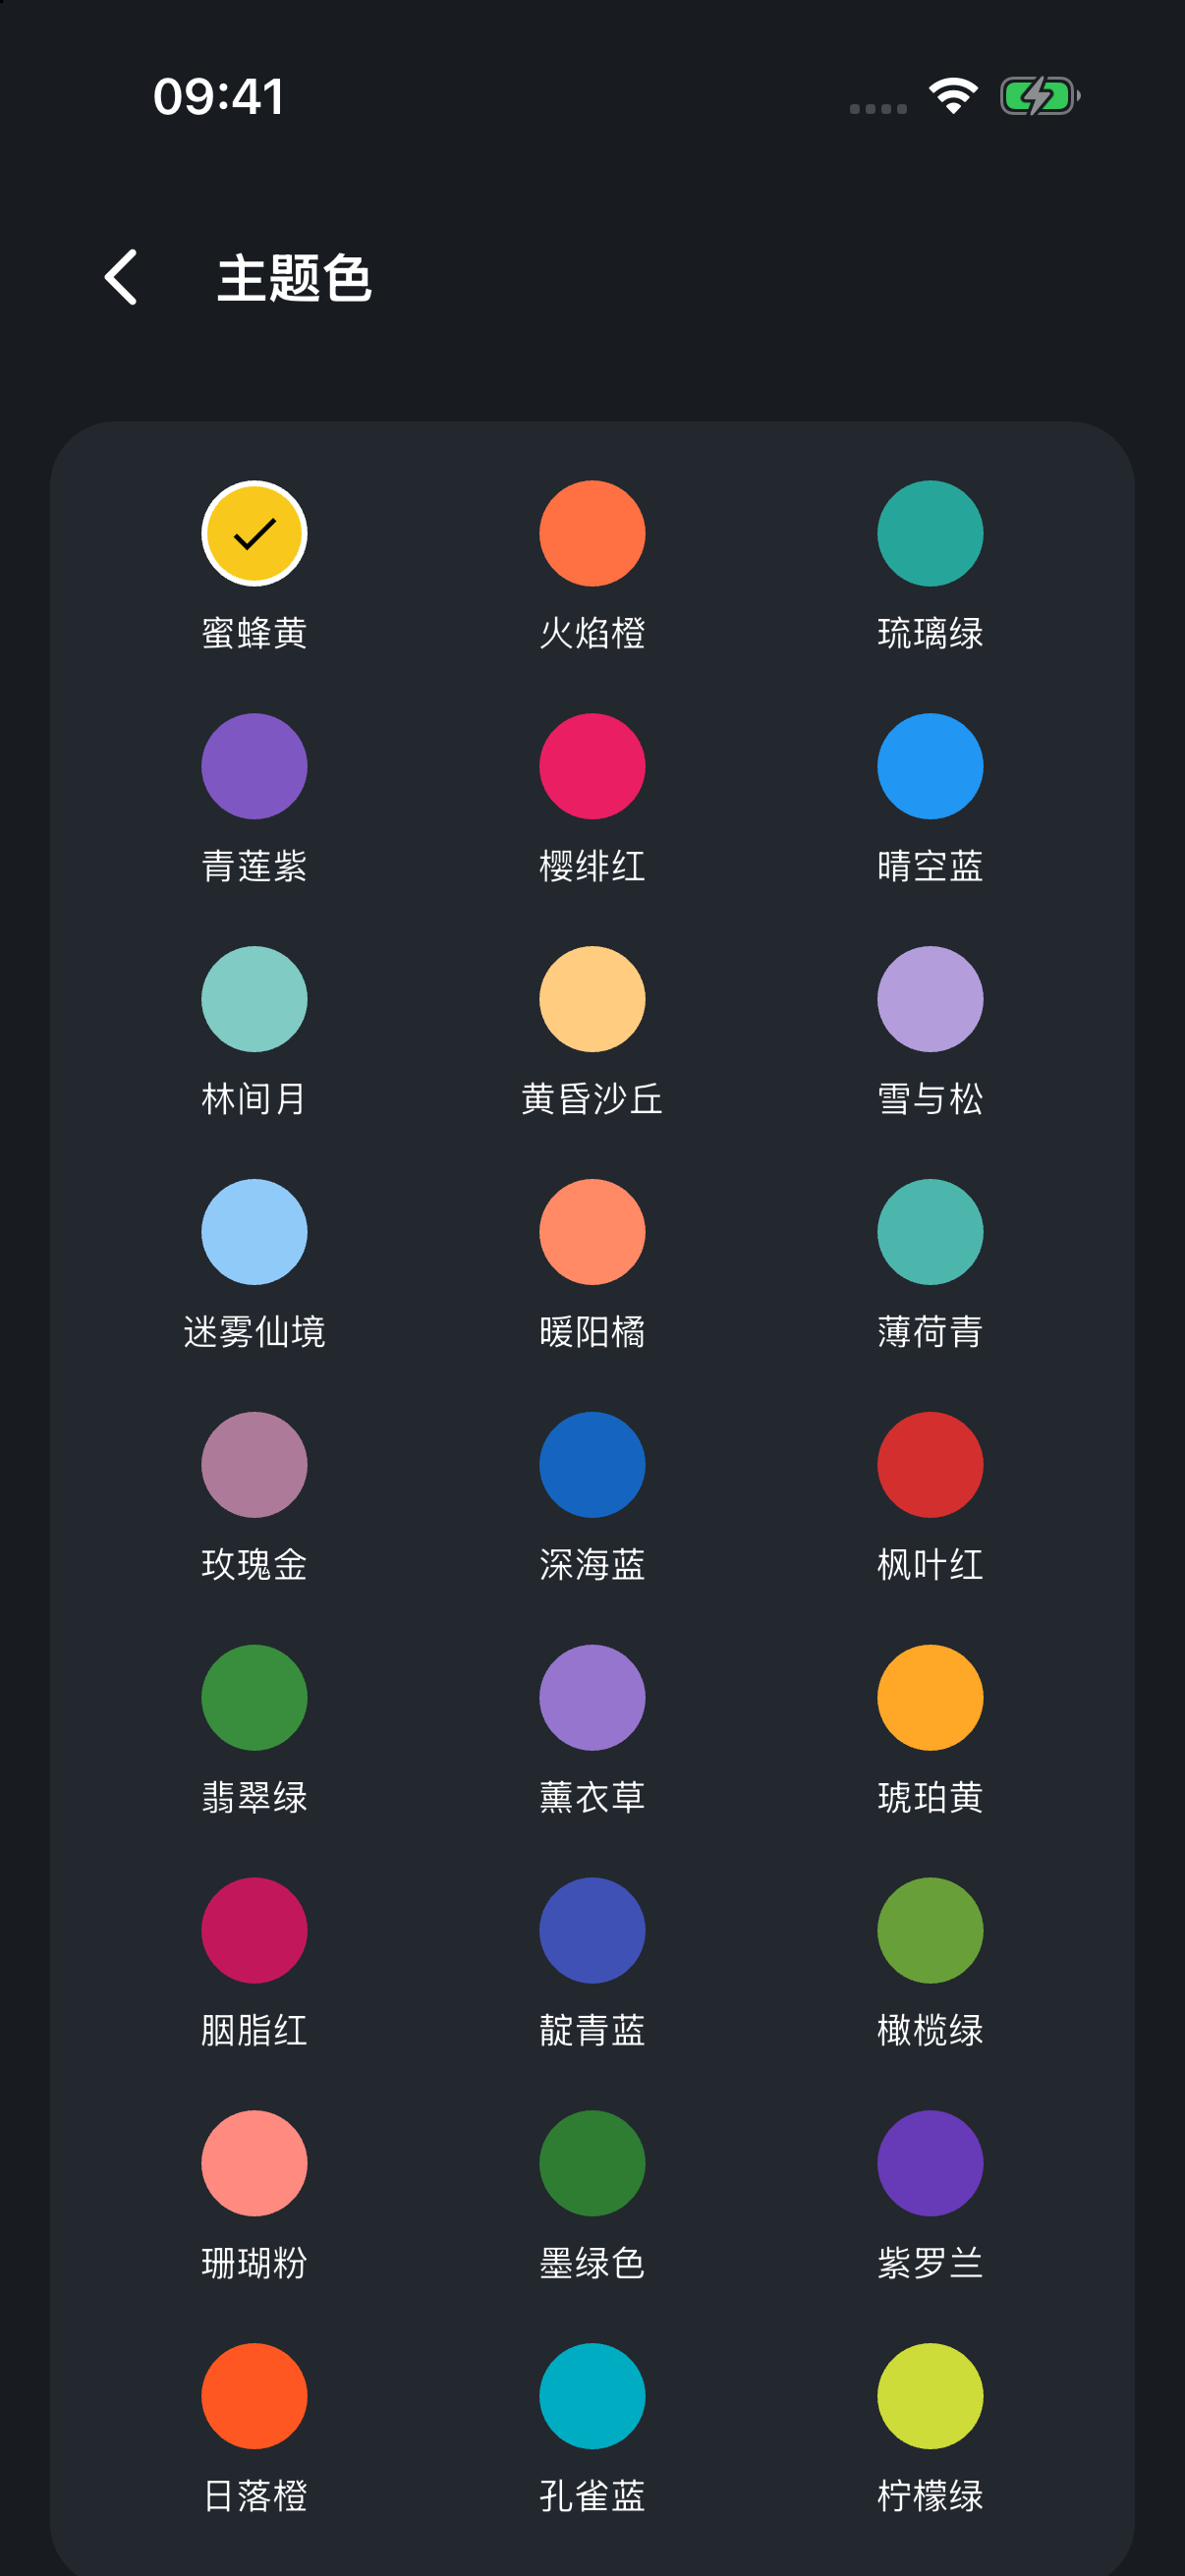 09:41
主题色
蜜蜂黄 火焰橙 琉璃绿
青莲紫 樱绯红 晴空蓝
林间月 黄昏沙丘 雪与松
迷雾仙境 暖阳橘 薄荷青
玫瑰金 深海蓝 枫叶红
翡翠绿 薰衣草 琥珀黄
胭脂红 靛青蓝 橄榄绿
珊瑚粉 墨绿色 紫罗兰
日落橙 孔雀蓝 柠檬绿